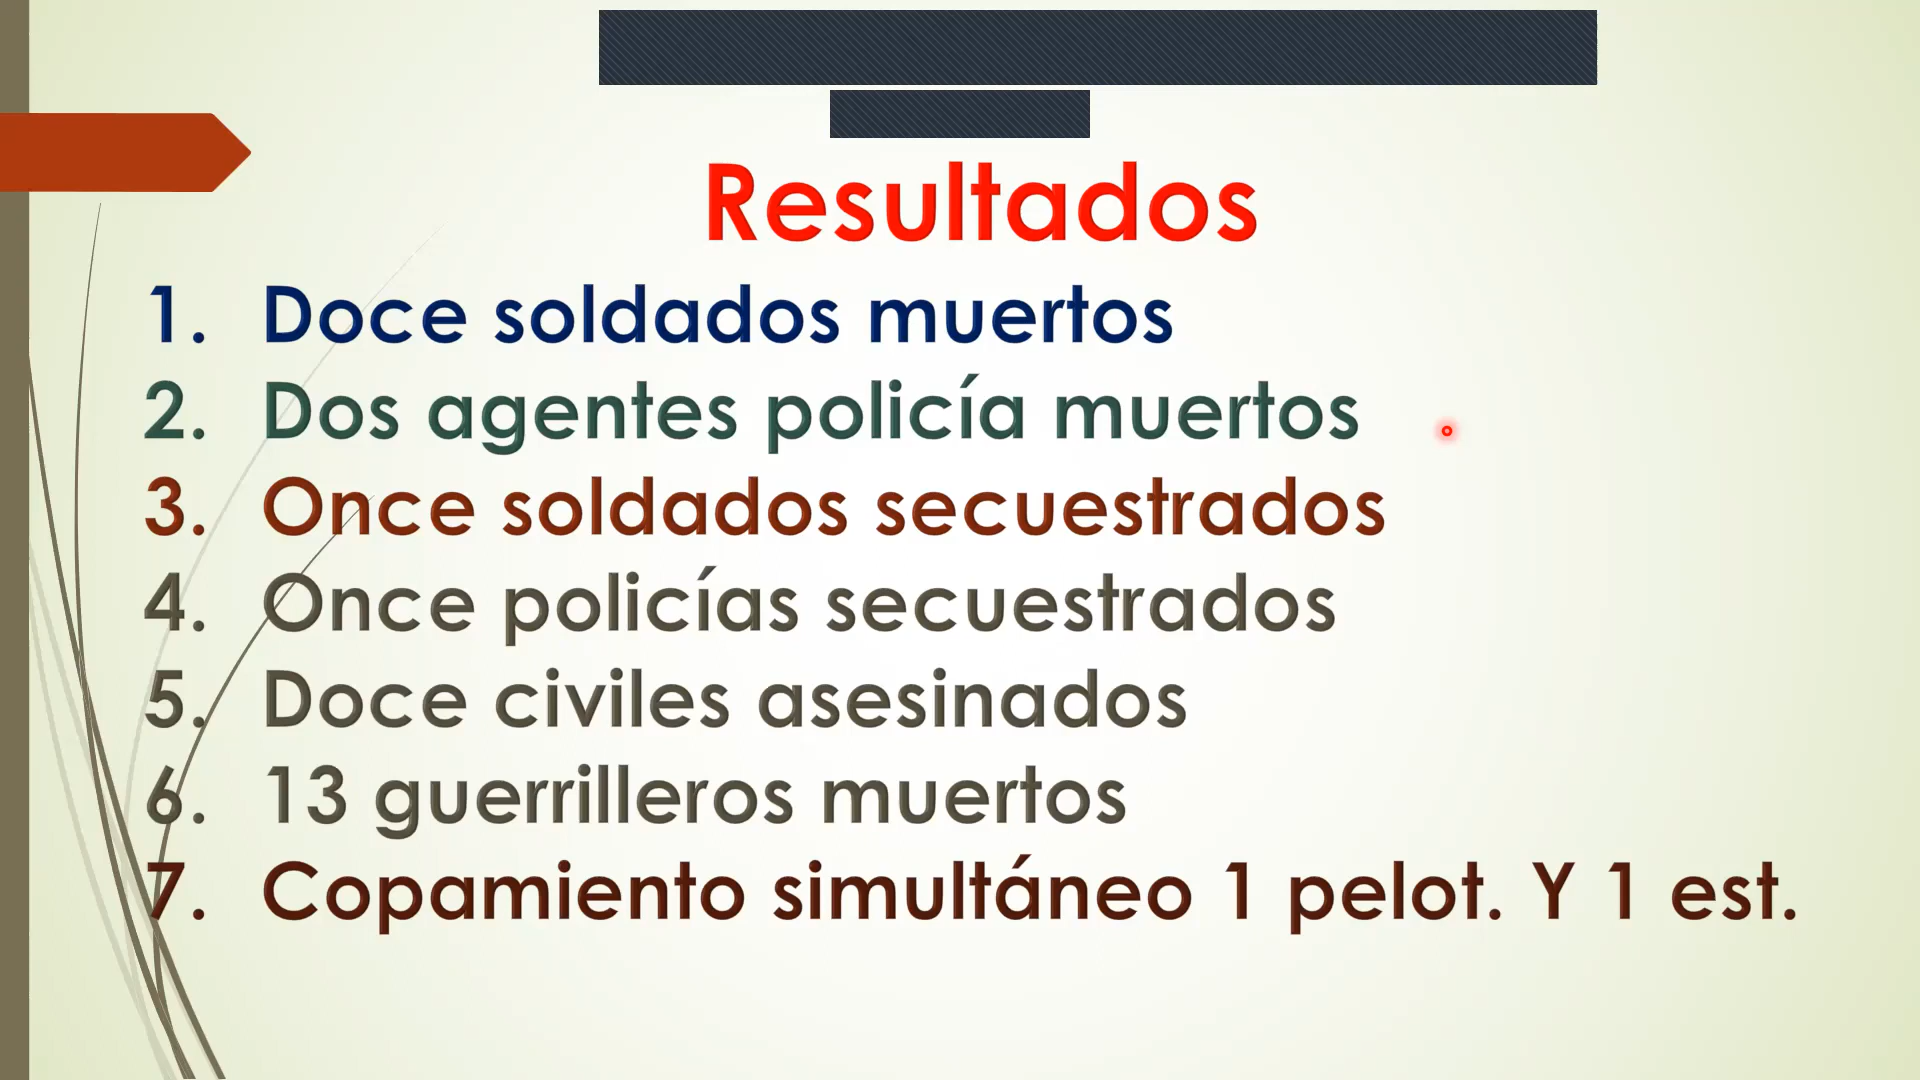 Resultados
1. Doce soldados muertos
2. Dos agentes policía muertos
3. Once soldados secuestrados
4. Once policías secuestrados
5. Doce civiles asesinados
6. 13 guerrilleros muertos
7. Copamiento simultáneo 1 pelot. Y 1 est.